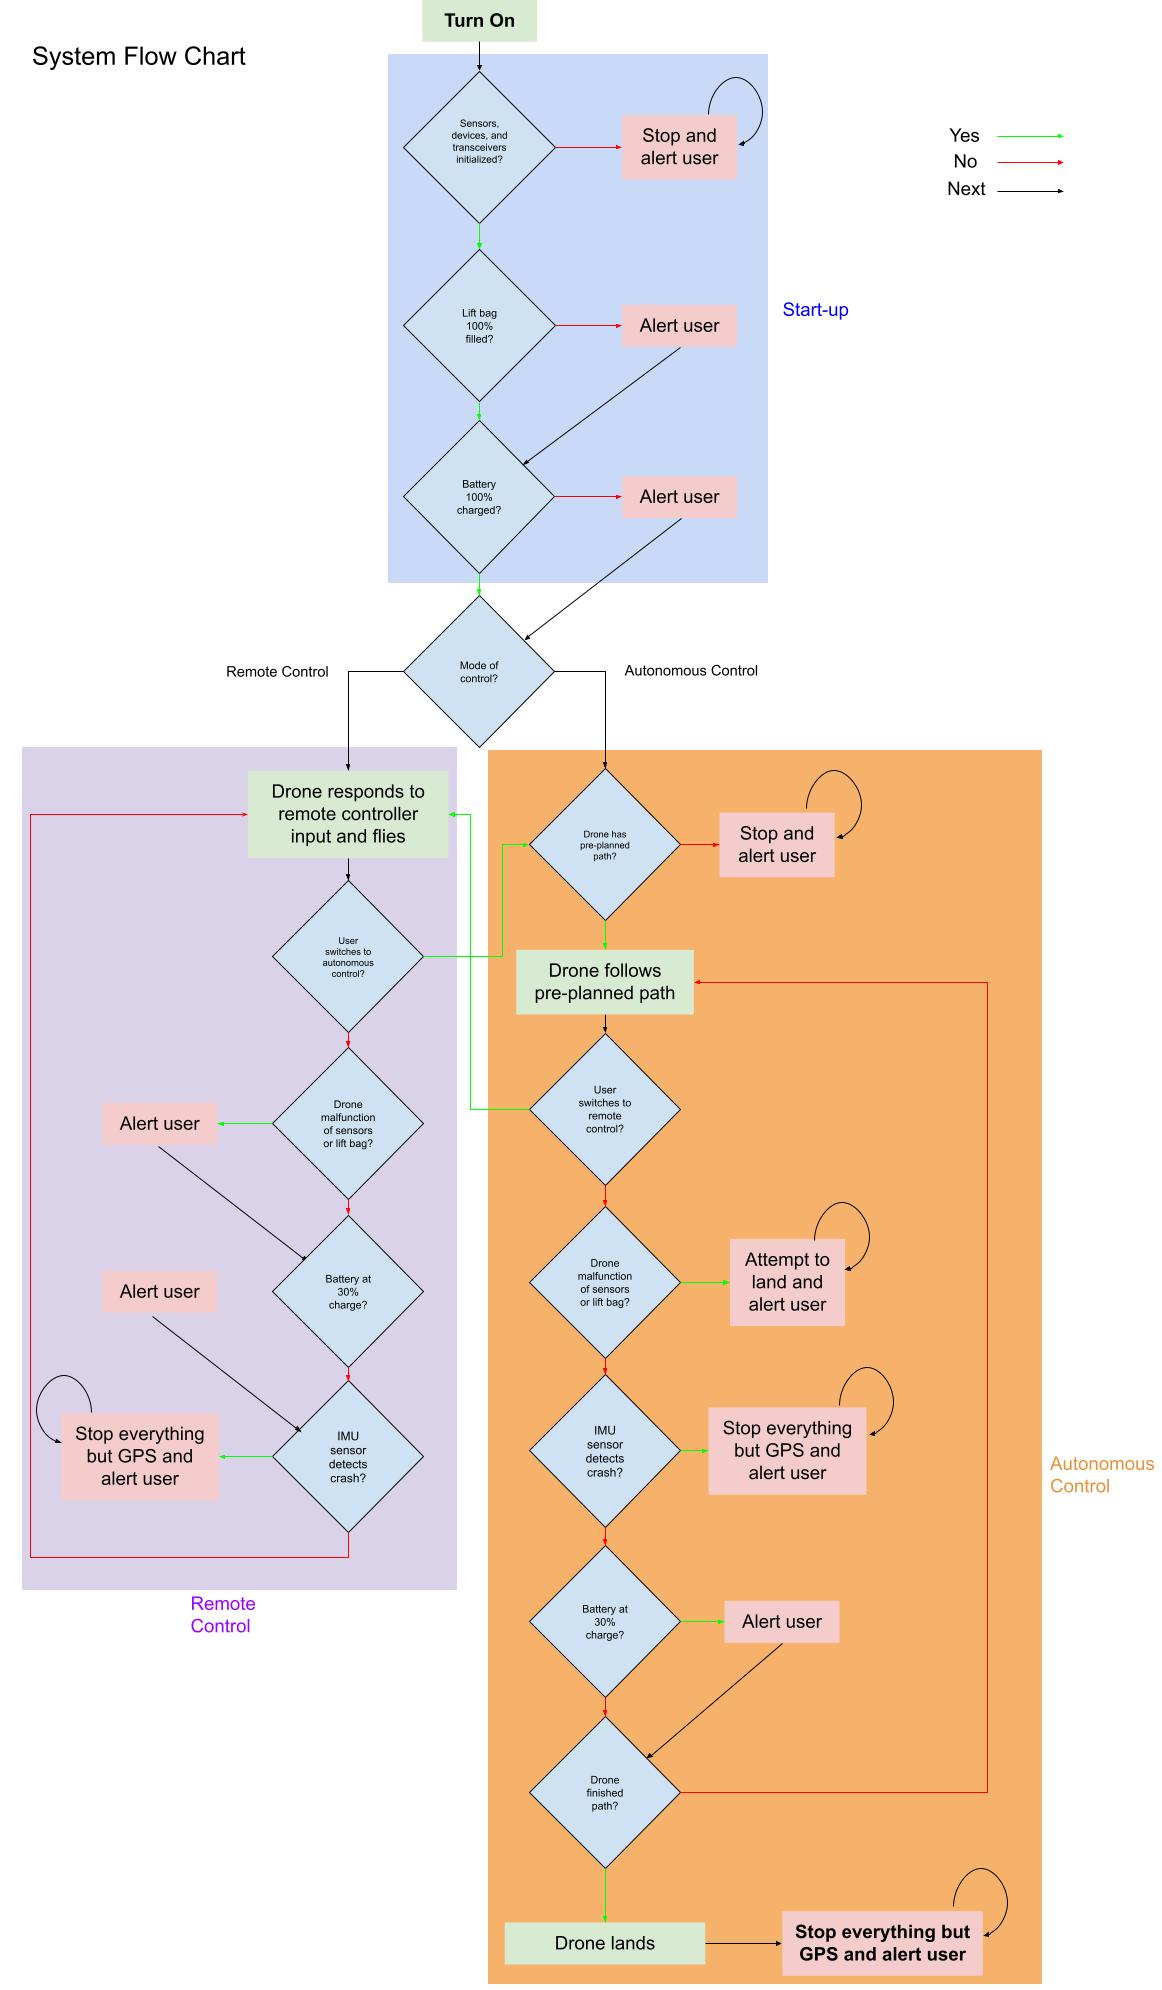 Turn On
System Flow Chart
Sensors,
devices, and
transceivers
initialized?
Stop and
alert user
Yes
No
Next
Lift bag
100%
filled?
Alert user
Start-up
Battery
100%
charged?
Alert user
Mode of
control?
Remote Control
Autonomous Control
Drone responds to
remote controller
input and flies
User
switches to
autonomous
control?
Drone
malfunction
of sensors
or lift bag?
Alert user
Battery at
30%
charge?
Alert user
IMU
sensor
detects
crash?
Stop everything
but GPS and
alert user
Remote
Control
Drone has
pre-planned
path?
Stop and
alert user
Drone follows
pre-planned path
User
switches to
remote
control?
Drone
malfunction
of sensors
or lift bag?
Attempt to
land and
alert user
IMU
sensor
detects
crash?
Stop everything
but GPS and
alert user
Autonomous
Control
Battery at
30%
charge?
Alert user
Drone
finished
path?
Drone lands
Stop everything but
GPS and alert user